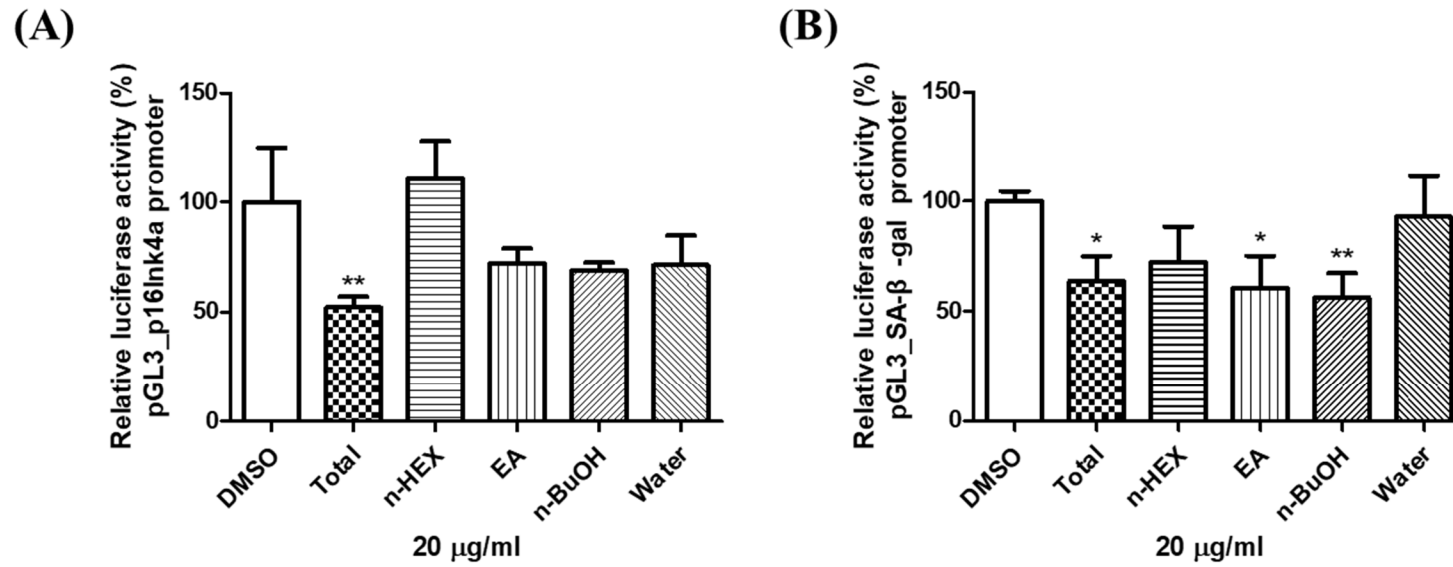 (A)
Relative luciferase activity (%)
pGL3_p16Ink4a promoter
150
100
50
0
**
DMSO
Total
n-HEX
EA
n-BuOH
Water
20 μg/ml
(B)
Relative luciferase activity (%)
pGL3_SA-β -gal promoter
150
100
50
0
*
*
**
DMSO
Total
n-HEX
EA
n-BuOH
Water
20 μg/ml